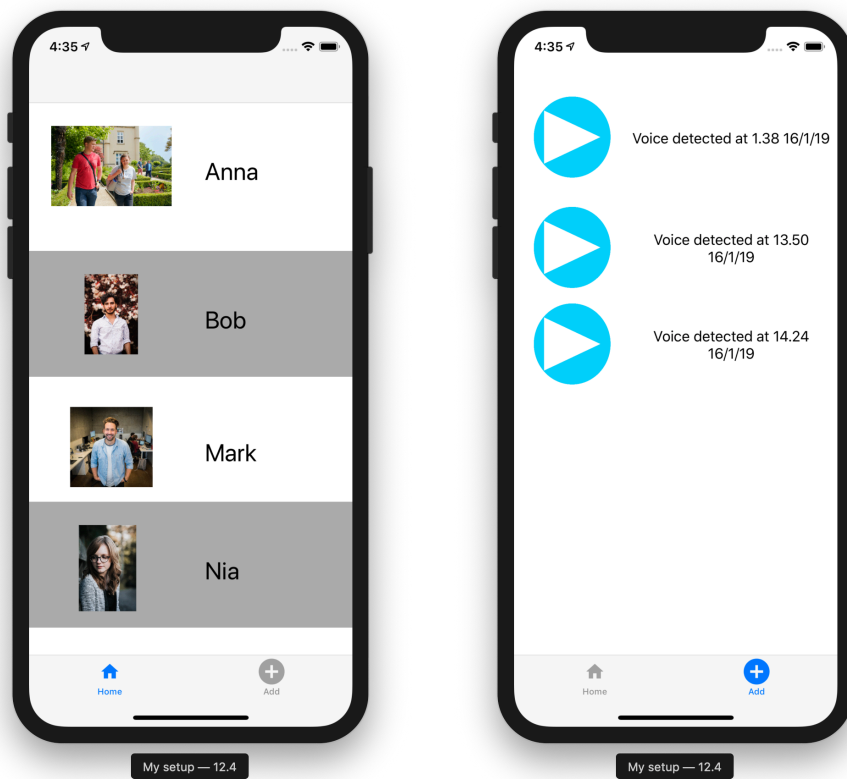 4:35
Anna
Bob
Mark
Nia
Home
Add
My setup — 12.4
4:35
Voice detected at 1.38 16/1/19
Voice detected at 13.50
16/1/19
Voice detected at 14.24
16/1/19
Home
Add
My setup — 12.4